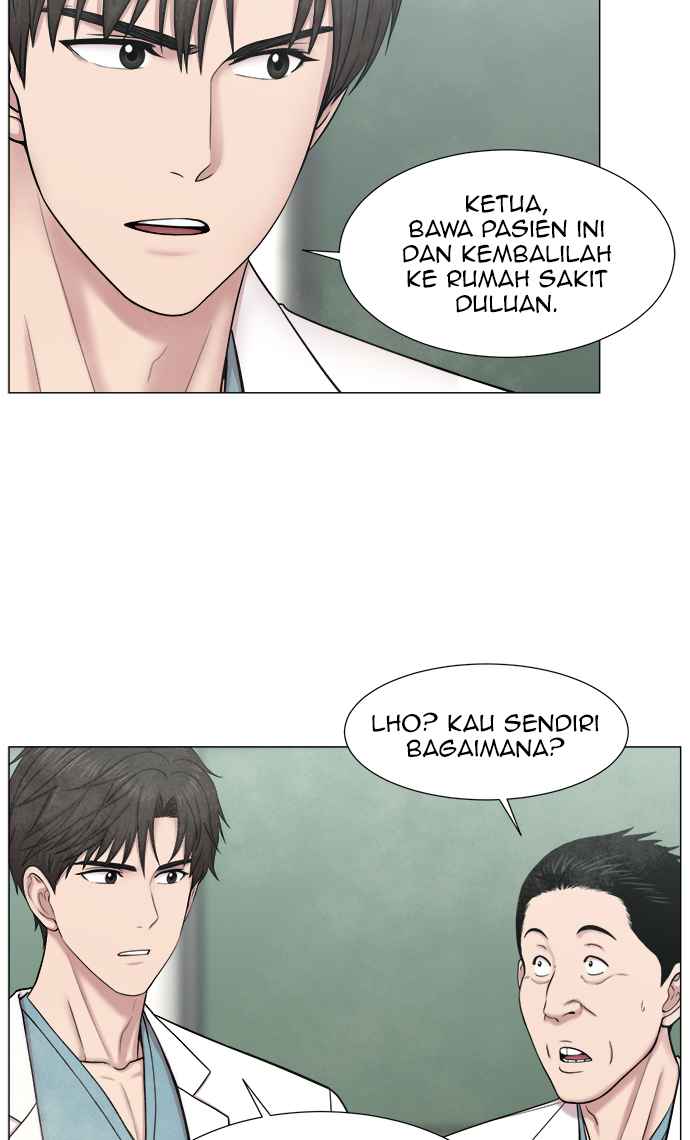 KETUA,
BAWA PASIEN INI
DAN KEMBALILAH
KE RUMAH SAKIT
DULUAN.
LHO? KAU SENDIRI
BAGAIMANA?